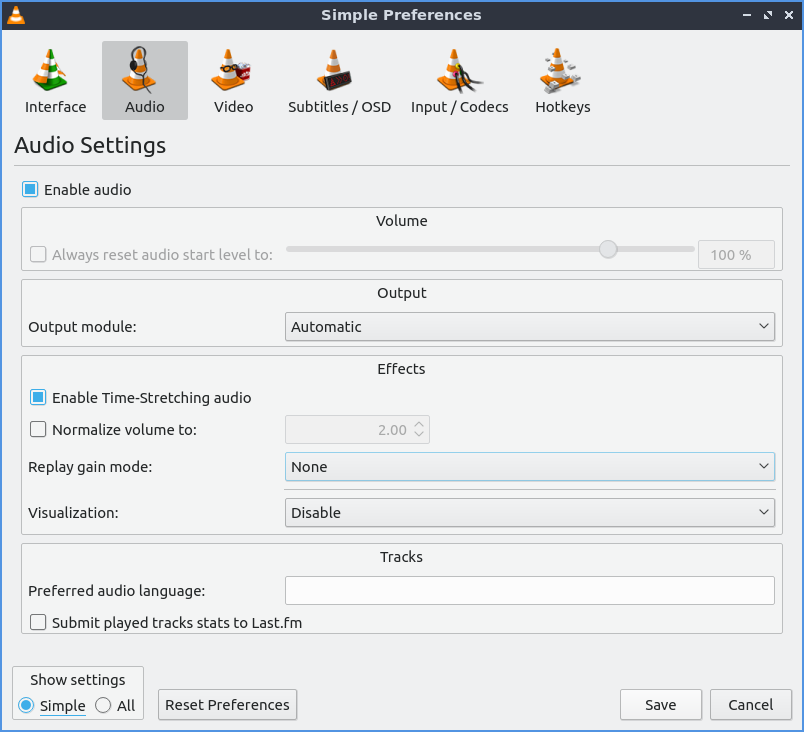 Simple Preferences
Interface Audio Video Subtitles / OSD Input / Codecs Hotkeys
Audio Settings
Enable audio
Volume
Always reset audio start level to: 100 %
Output
Output module: Automatic
Effects
Enable Time-Stretching audio
Normalize volume to: 2.00
Replay gain mode: None
Visualization: Disable
Tracks
Preferred audio language:
Submit played tracks stats to Last.fm
Show settings
Simple All Reset Preferences Save Cancel